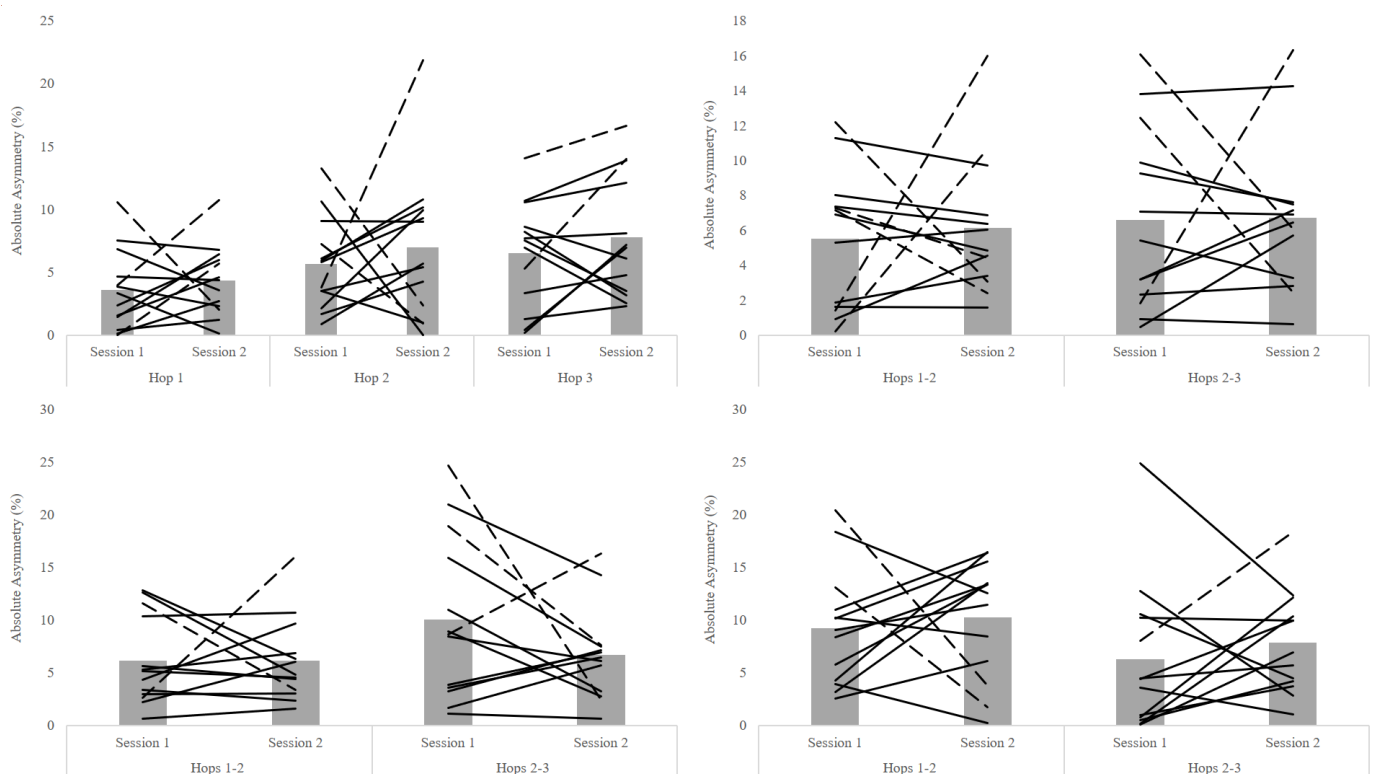 Absolute Asymmetry (%)
25
20
15
10
5
0
Session 1 Session 2 Session 1 Session 2 Session 1 Session 2
Hop 1 Hop 2 Hop 3
Absolute Asymmetry (%)
18
16
14
12
10
8
6
4
2
0
Session 1 Session 2 Session 1 Session 2
Hops 1-2 Hops 2-3
Absolute Asymmetry (%)
30
25
20
15
10
5
0
Session 1 Session 2 Session 1 Session 2
Hops 1-2 Hops 2-3
Absolute Asymmetry (%)
30
25
20
15
10
5
0
Session 1 Session 2 Session 1 Session 2
Hops 1-2 Hops 2-3